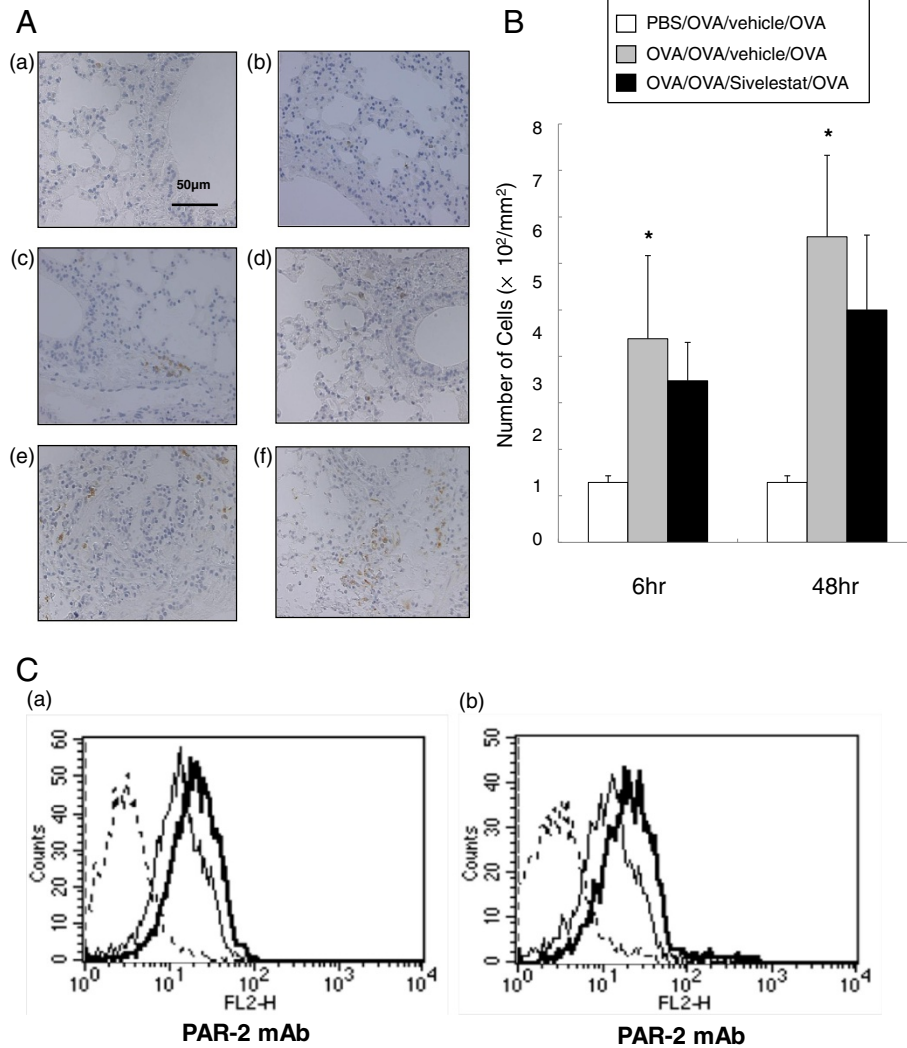 A
(a)
(b)
50µm
(c)
(d)
(e)
(f)
B
PBS/OVA/vehicle/OVA
OVA/OVA/vehicle/OVA
OVA/OVA/Sivelestat/OVA
Number of Cells (× 10²/mm²)
8
7
6
5
4
3
2
1
0
*
*
6hr
48hr
C
(a)
Counts
60
50
40
30
20
10
0
10⁰
10¹
10²
10³
10⁴
FL2-H
PAR-2 mAb
(b)
Counts
50
40
30
20
10
0
10⁰
10¹
10²
10³
10⁴
FL2-H
PAR-2 mAb